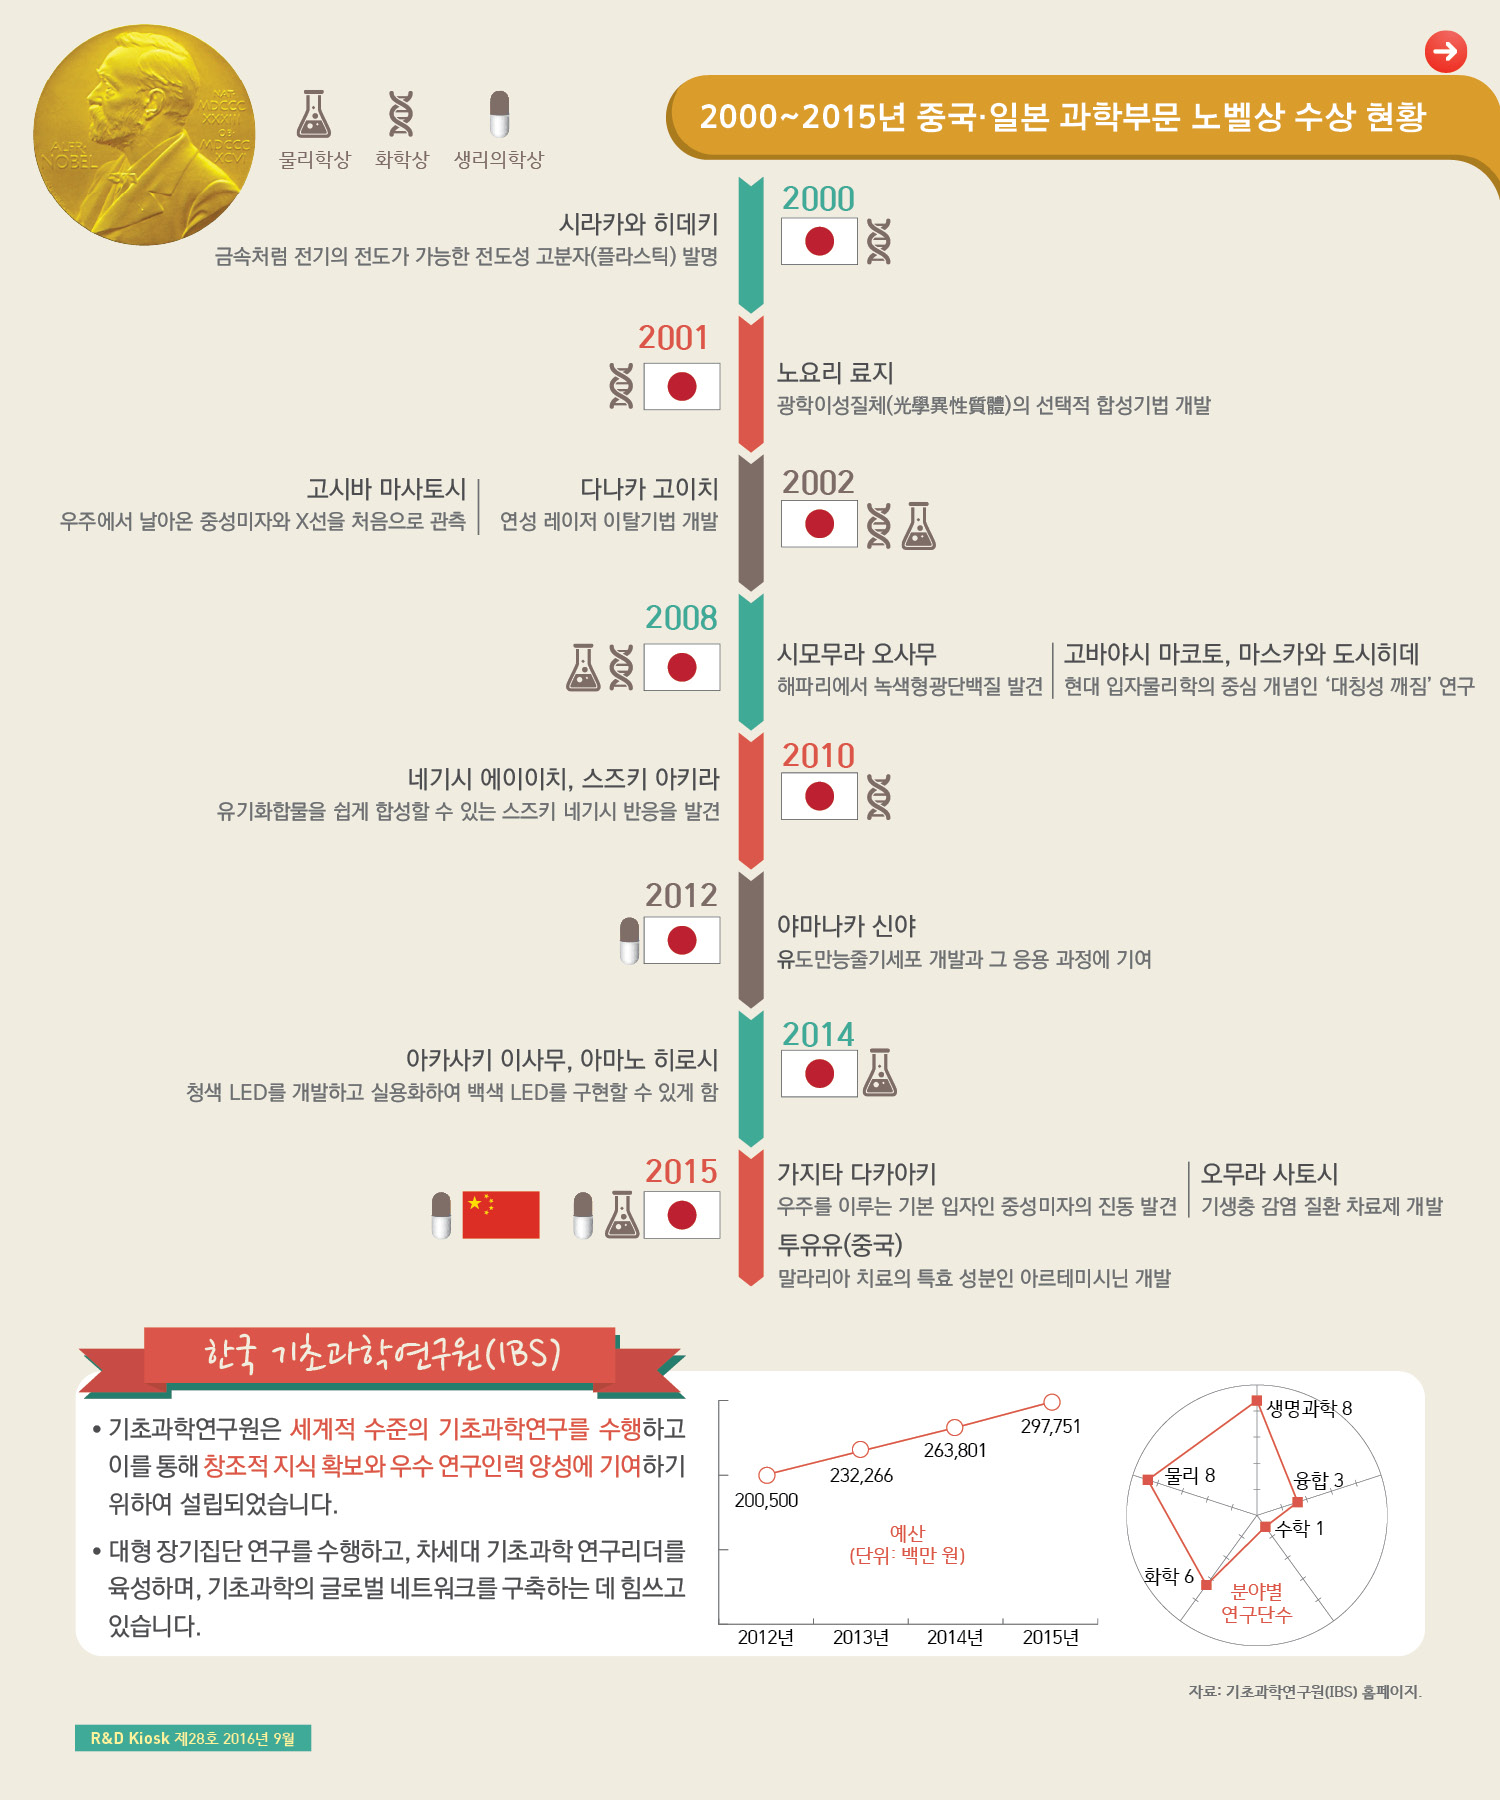 NAT.
MDCCC
XXXIII
OB.
MDCCC
XCVI
ALFR.
NOBEL
물리학상
화학상
생리의학상
2000~2015년 중국·일본 과학부문 노벨상 수상 현황
2000
시라카와 히데키
금속처럼 전기의 전도가 가능한 전도성 고분자(플라스틱) 발명
2001
노요리 료지
광학이성질체(光學異性質體)의 선택적 합성기법 개발
2002
고시바 마사토시
우주에서 날아온 중성미자와 X선을 처음으로 관측
다나카 고이치
연성 레이저 이탈기법 개발
2008
시모무라 오사무
해파리에서 녹색형광단백질 발견
고바야시 마코토, 마스카와 도시히데
현대 입자물리학의 중심 개념인 ‘대칭성 깨짐’ 연구
2010
네기시 에이이치, 스즈키 아키라
유기화합물을 쉽게 합성할 수 있는 스즈키 네기시 반응을 발견
2012
야마나카 신야
유도만능줄기세포 개발과 그 응용 과정에 기여
2014
아카사키 이사무, 아마노 히로시
청색 LED를 개발하고 실용화하여 백색 LED를 구현할 수 있게 함
2015
가지타 다카아키
우주를 이루는 기본 입자인 중성미자의 진동 발견
오무라 사토시
기생충 감염 질환 차료제 개발
투유유(중국)
말라리아 치료의 특효 성분인 아르테미시닌 개발
한국 기초과학연구원(IBS)
• 기초과학연구원은 세계적 수준의 기초과학연구를 수행하고
이를 통해 창조적 지식 확보와 우수 연구인력 양성에 기여하기
위하여 설립되었습니다.
• 대형 장기집단 연구를 수행하고, 차세대 기초과학 연구리더를
육성하며, 기초과학의 글로벌 네트워크를 구축하는 데 힘쓰고
있습니다.
200,500
232,266
263,801
297,751
예산
(단위: 백만 원)
2012년
2013년
2014년
2015년
생명과학 8
물리 8
융합 3
수학 1
화학 6
분야별
연구단수
자료: 기초과학연구원(IBS) 홈페이지.
R&D Kiosk 제28호 2016년 9월